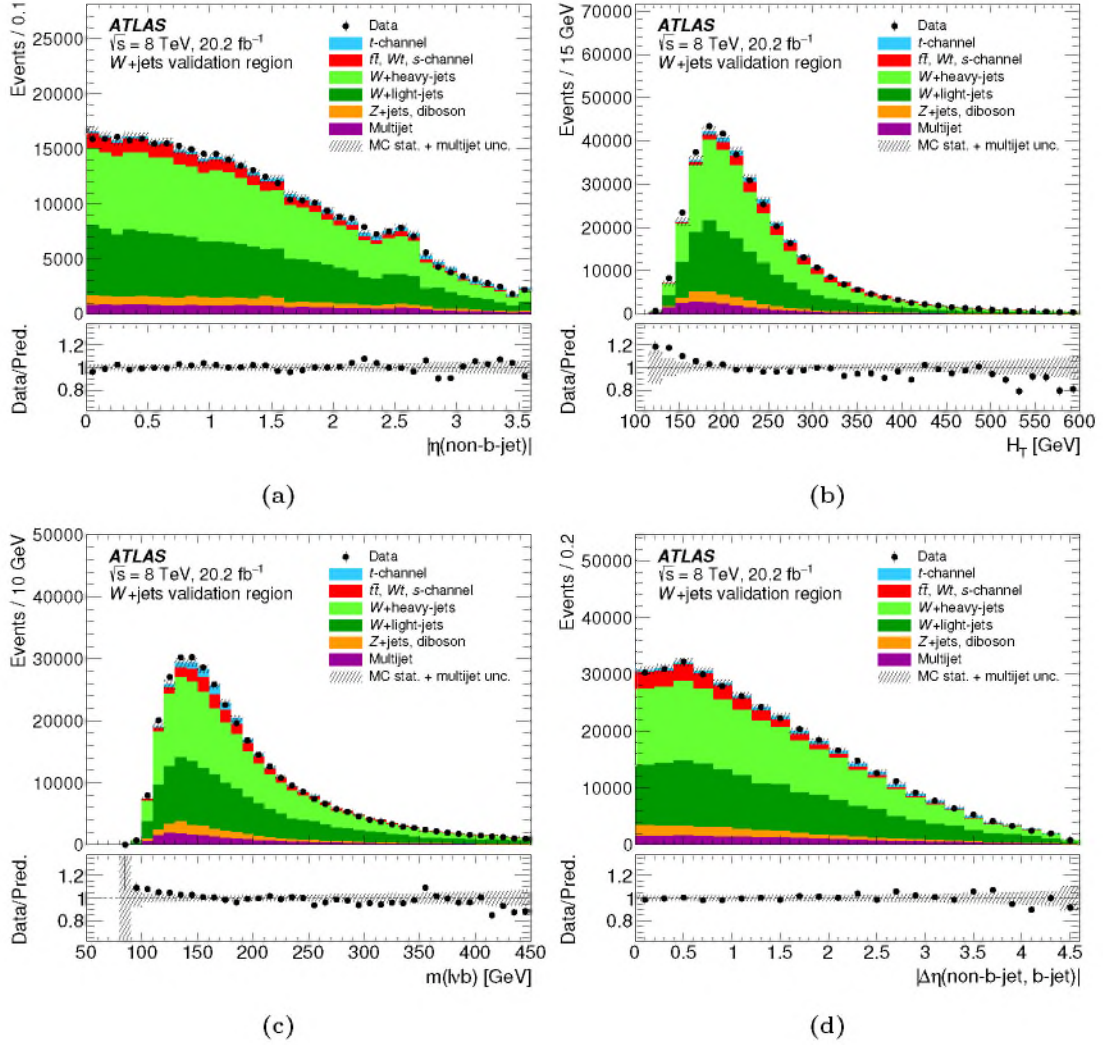 Events / 0.1
25000
20000
15000
10000
5000
0
ATLAS
√s = 8 TeV, 20.2 fb⁻¹
W+jets validation region
Data
t-channel
tt̄, Wt, s-channel
W+heavy-jets
W+light-jets
Z+jets, diboson
Multijet
MC stat. + multijet unc.
Data/Pred.
1.2
1
0.8
0 0.5 1 1.5 2 2.5 3 3.5
|η(non-b-jet)|
(a)
Events / 15 GeV
70000
60000
50000
40000
30000
20000
10000
0
ATLAS
√s = 8 TeV, 20.2 fb⁻¹
W+jets validation region
Data
t-channel
tt̄, Wt, s-channel
W+heavy-jets
W+light-jets
Z+jets, diboson
Multijet
MC stat. + multijet unc.
Data/Pred.
1.2
1
0.8
100 150 200 250 300 350 400 450 500 550 600
H_T [GeV]
(b)
Events / 10 GeV
50000
40000
30000
20000
10000
0
ATLAS
√s = 8 TeV, 20.2 fb⁻¹
W+jets validation region
Data
t-channel
tt̄, Wt, s-channel
W+heavy-jets
W+light-jets
Z+jets, diboson
Multijet
MC stat. + multijet unc.
Data/Pred.
1.2
1
0.8
50 100 150 200 250 300 350 400 450
m(lνb) [GeV]
(c)
Events / 0.2
50000
40000
30000
20000
10000
0
ATLAS
√s = 8 TeV, 20.2 fb⁻¹
W+jets validation region
Data
t-channel
tt̄, Wt, s-channel
W+heavy-jets
W+light-jets
Z+jets, diboson
Multijet
MC stat. + multijet unc.
Data/Pred.
1.2
1
0.8
0 0.5 1 1.5 2 2.5 3 3.5 4 4.5
|Δη(non-b-jet, b-jet)|
(d)